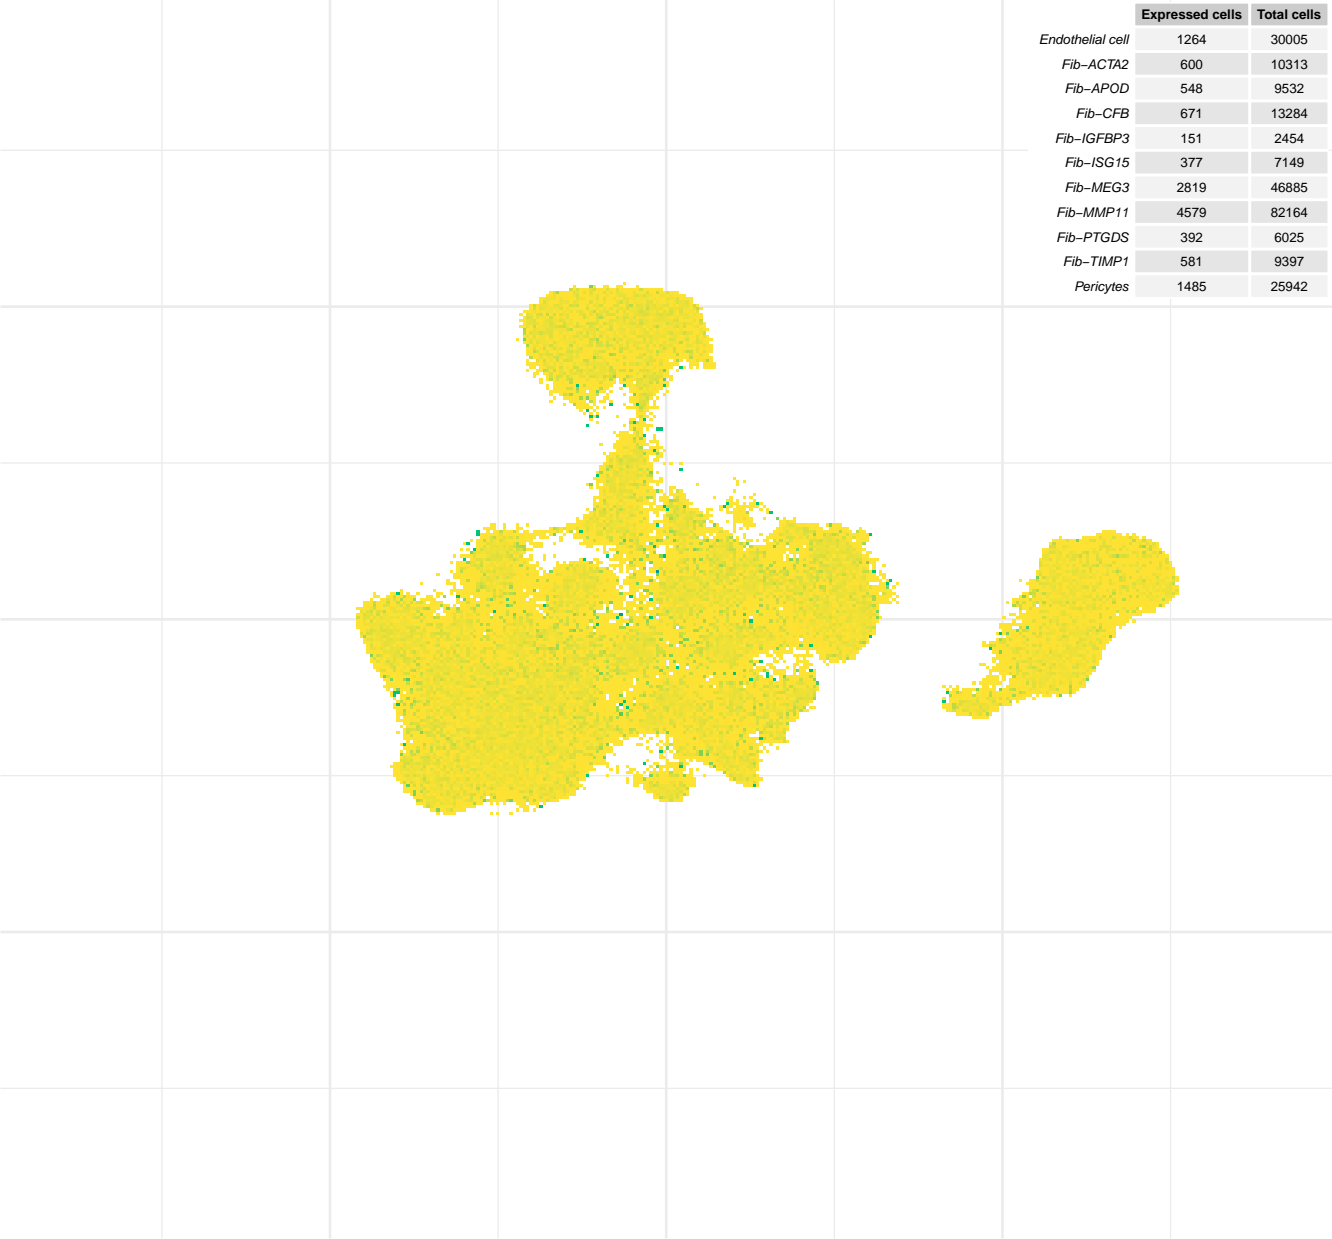 Expressed cells Total cells
Endothelial cell 1264 30005
Fib−ACTA2 600 10313
Fib−APOD 548 9532
Fib−CFB 671 13284
Fib−IGFBP3 151 2454
Fib−ISG15 377 7149
Fib−MEG3 2819 46885
Fib−MMP11 4579 82164
Fib−PTGDS 392 6025
Fib−TIMP1 581 9397
Pericytes 1485 25942